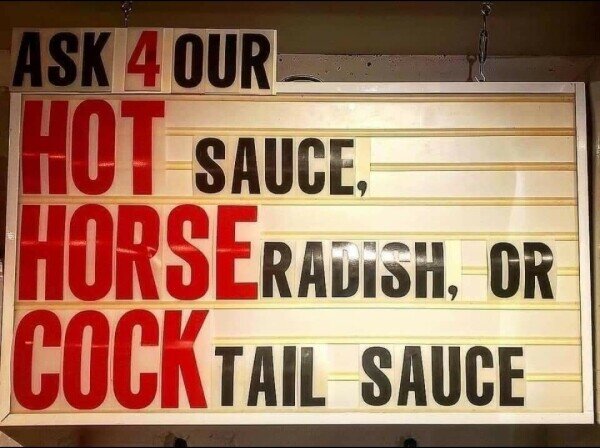 ASK 4 OUR
HOT SAUCE,
HORSERADISH, OR
COCKTAIL SAUCE